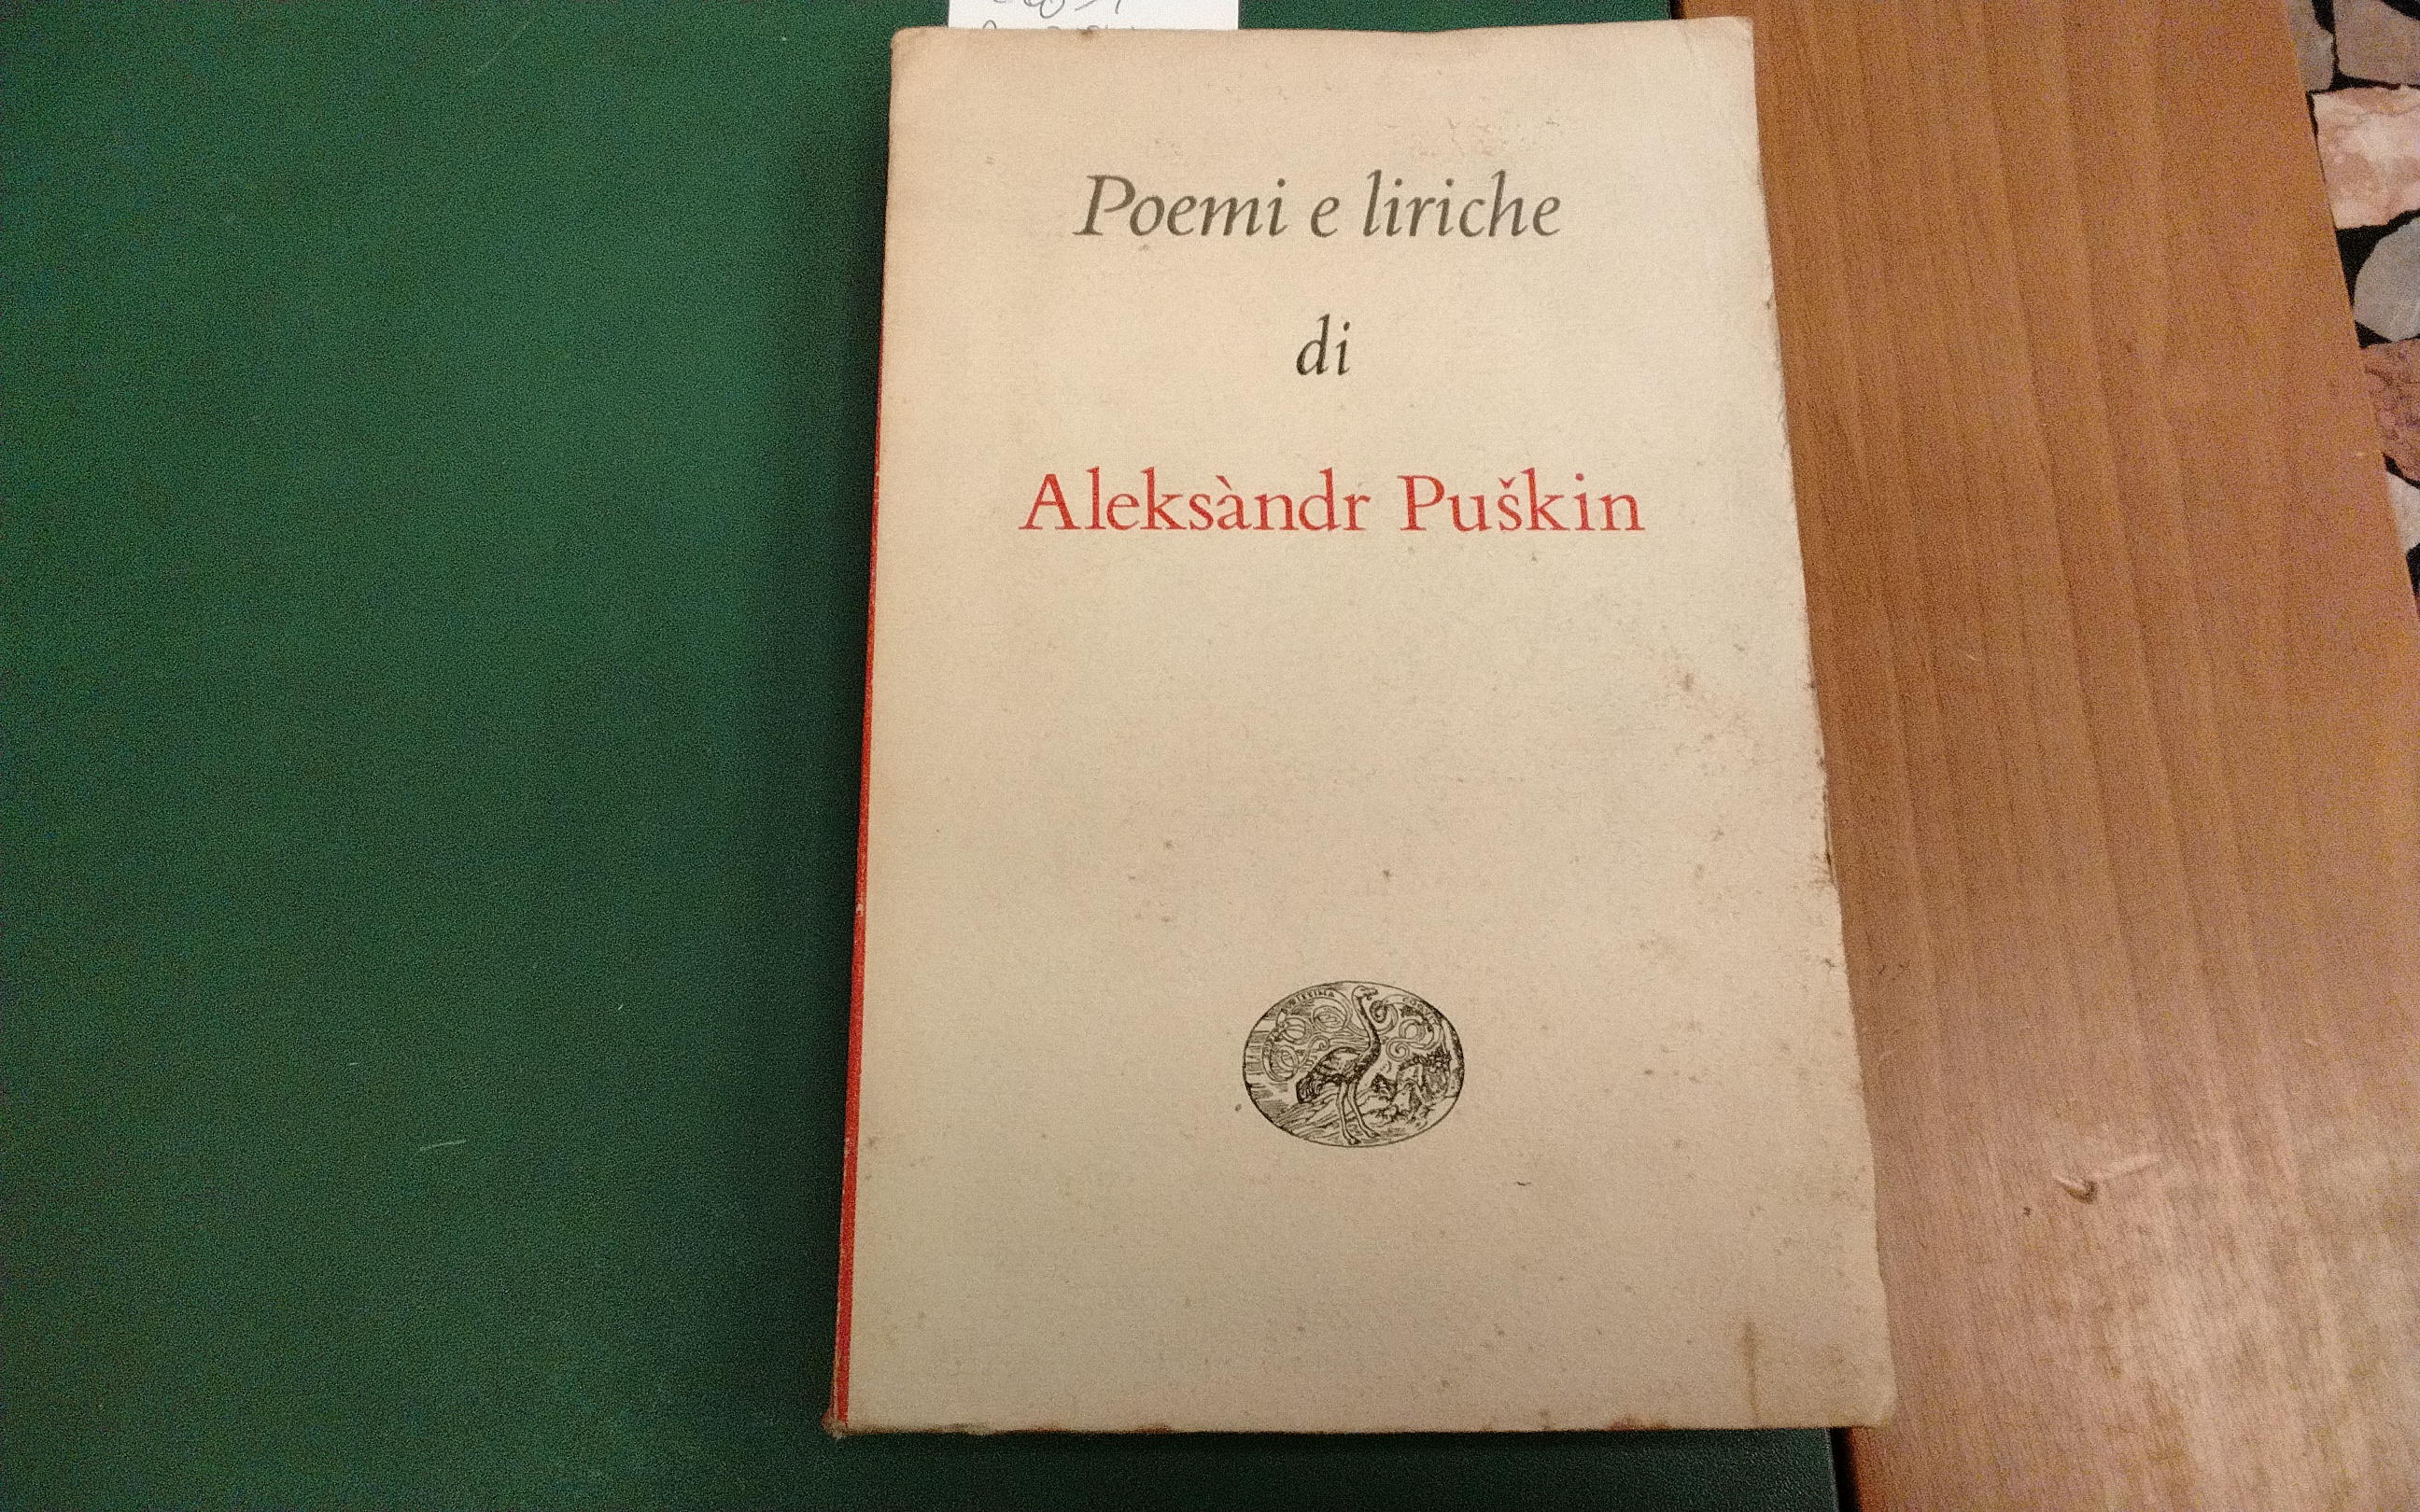 Poemi e liriche
di
Aleksàndr Puškin